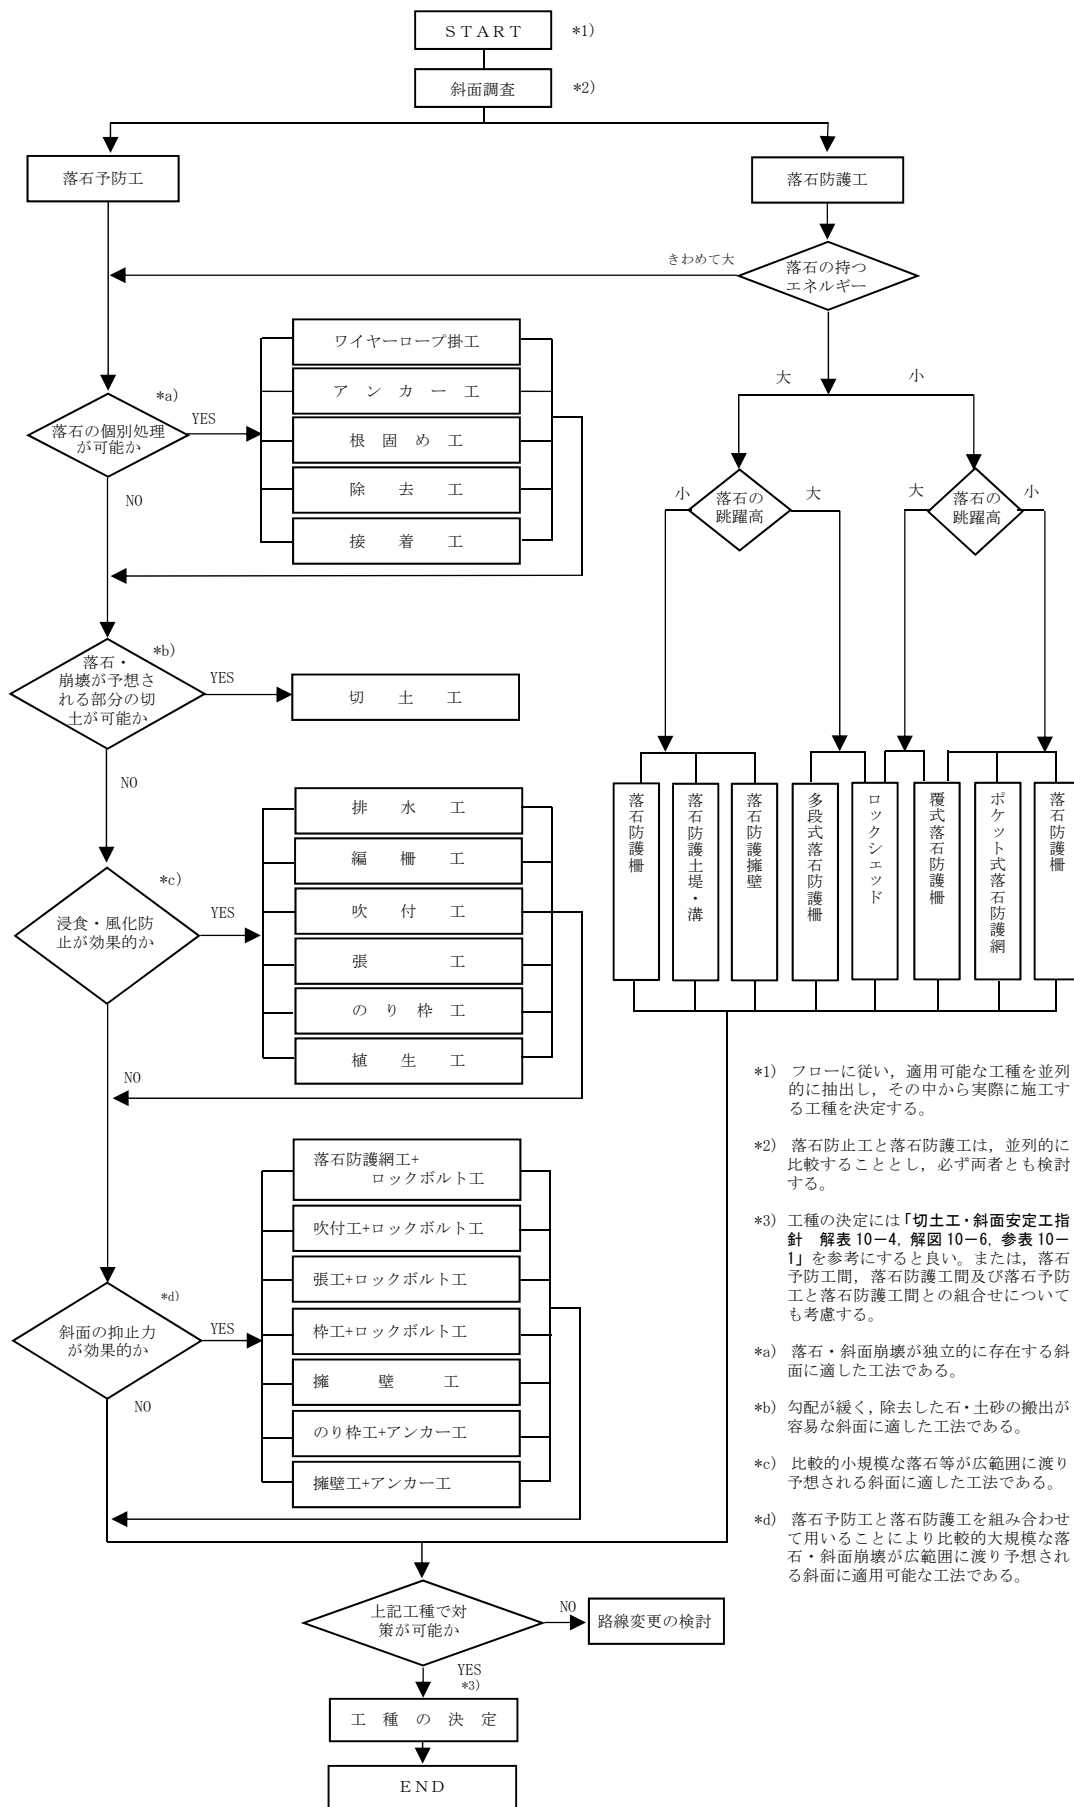 START
*1)
斜面調査
*2)
落石予防工
落石防護工
きわめて大
落石の持つ
エネルギー
大
小
*a)
落石の個別処理
が可能か
YES
NO
ワイヤーロープ掛工
アンカー工
根固め工
除去工
接着工
小
落石の
跳躍高
大
大
落石の
跳躍高
小
*b)
落石・
崩壊が予想さ
れる部分の切
土が可能か
YES
NO
切土工
落石防護柵
落石防護土堤・溝
落石防護擁壁
多段式落石防護柵
ロックシェッド
覆式落石防護柵
ポケット式落石防護網
落石防護柵
*c)
浸食・風化防
止が効果的か
YES
NO
排水工
編柵工
吹付工
張工
のり枠工
植生工
*d)
斜面の抑止力
が効果的か
YES
NO
落石防護網工+
ロックボルト工
吹付工+ロックボルト工
張工+ロックボルト工
枠工+ロックボルト工
擁壁工
のり枠工+アンカー工
擁壁工+アンカー工
*1) フローに従い，適用可能な工種を並列
的に抽出し，その中から実際に施工す
る工種を決定する。
*2) 落石防止工と落石防護工は，並列的に
比較することとし，必ず両者とも検討
する。
*3) 工種の決定には「切土工・斜面安定工指
針 解表10－4，解図10－6，参表10－
1」を参考にすると良い。または，落石
予防工間，落石防護工間及び落石予防
工と落石防護工間との組合せについて
も考慮する。
*a) 落石・斜面崩壊が独立的に存在する斜
面に適した工法である。
*b) 勾配が緩く，除去した石・土砂の搬出が
容易な斜面に適した工法である。
*c) 比較的小規模な落石等が広範囲に渡り
予想される斜面に適した工法である。
*d) 落石予防工と落石防護工を組み合わせ
て用いることにより比較的大規模な落
石・斜面崩壊が広範囲に渡り予想され
る斜面に適用可能な工法である。
上記工種で対
策が可能か
NO
路線変更の検討
YES
*3)
工種の決定
END